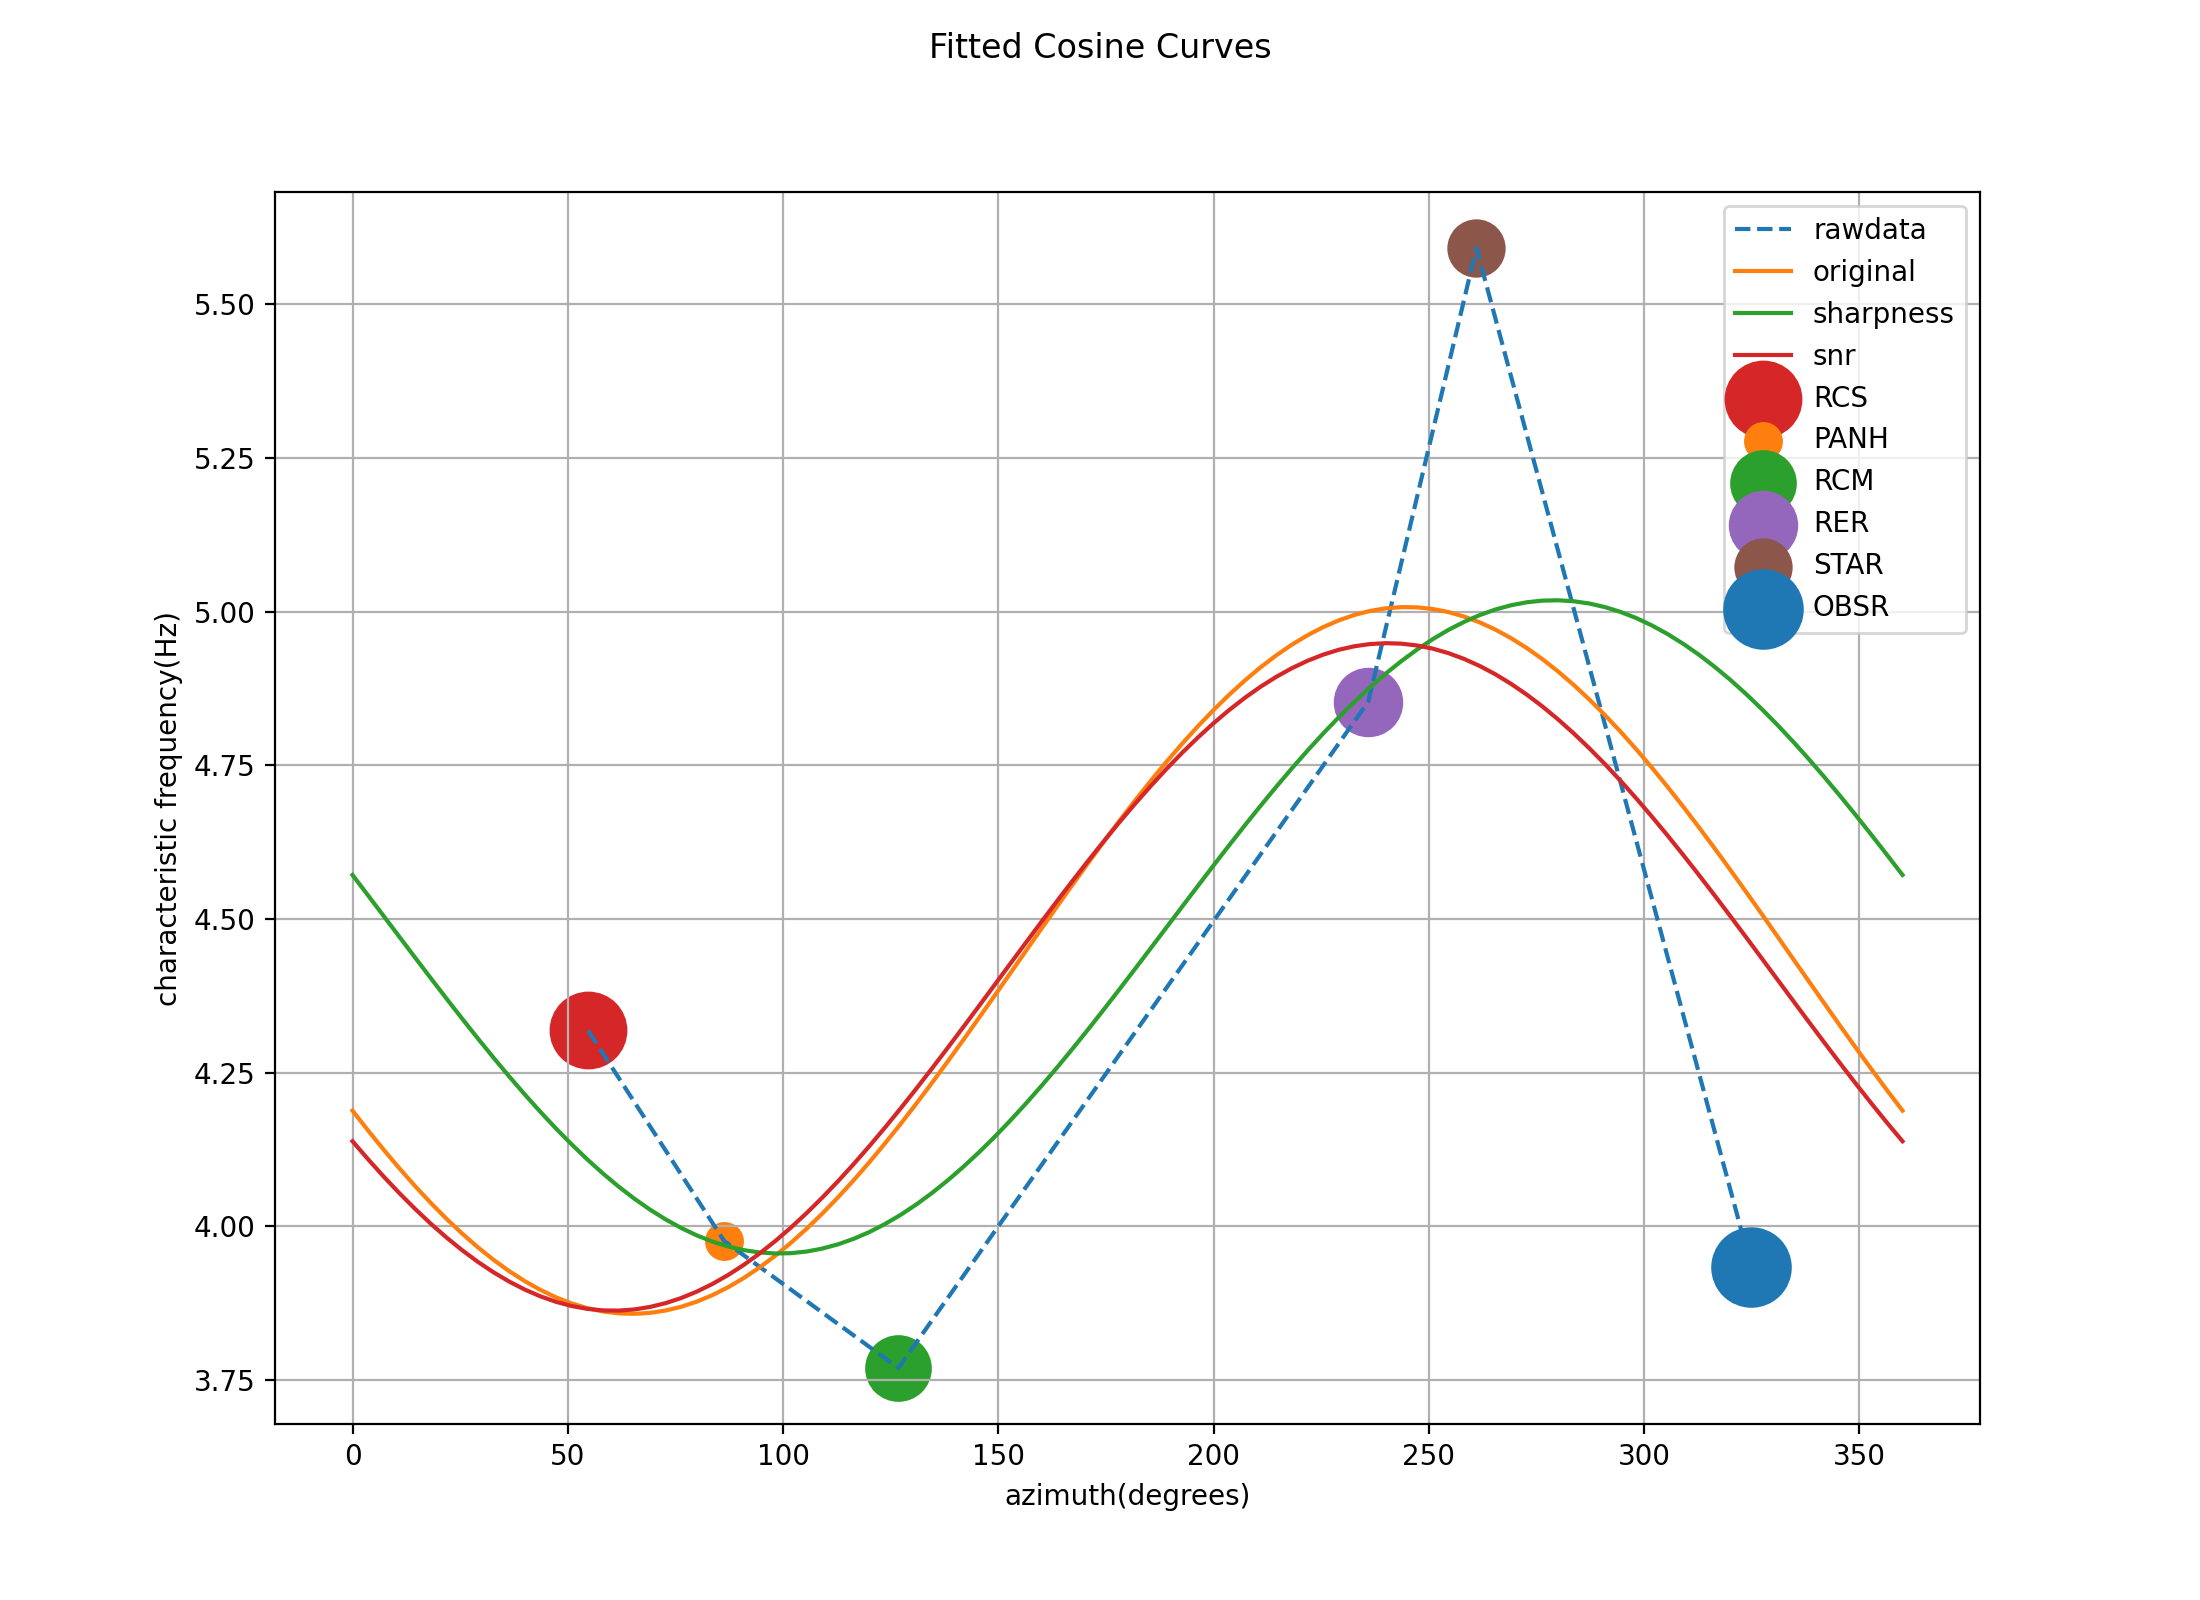 Fitted Cosine Curves
rawdata
original
sharpness
snr
RCS
PANH
RCM
RER
STAR
OBSR
characteristic frequency(Hz)
5.50
5.25
5.00
4.75
4.50
4.25
4.00
3.75
0 50 100 150 200 250 300 350
azimuth(degrees)